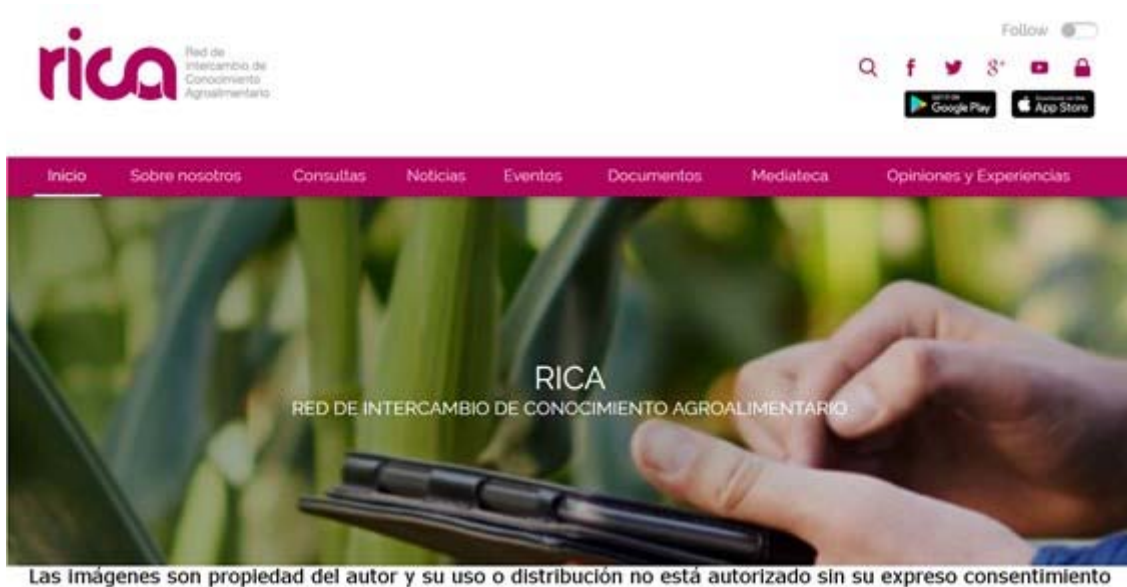 rica
Red de
Intercambio de
Conocimiento
Agroalimentario
Follow
Google Play
App Store
Inicio Sobre nosotros Consultas Noticias Eventos Documentos Mediateca Opiniones y Experiencias
RICA
RED DE INTERCAMBIO DE CONOCIMIENTO AGROALIMENTARIO
Las imágenes son propiedad del autor y su uso o distribución no está autorizado sin su expreso consentimento